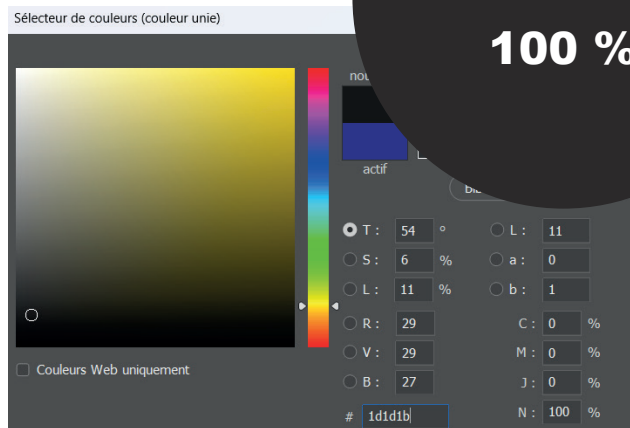 Sélecteur de couleurs (couleur unie)
100 %
actif
T : 54 °
L : 11
S : 6 %
a : 0
L : 11 %
b : 1
R : 29
C : 0 %
V : 29
M : 0 %
Couleurs Web uniquement
B : 27
J : 0 %
# 1d1d1b
N : 100 %